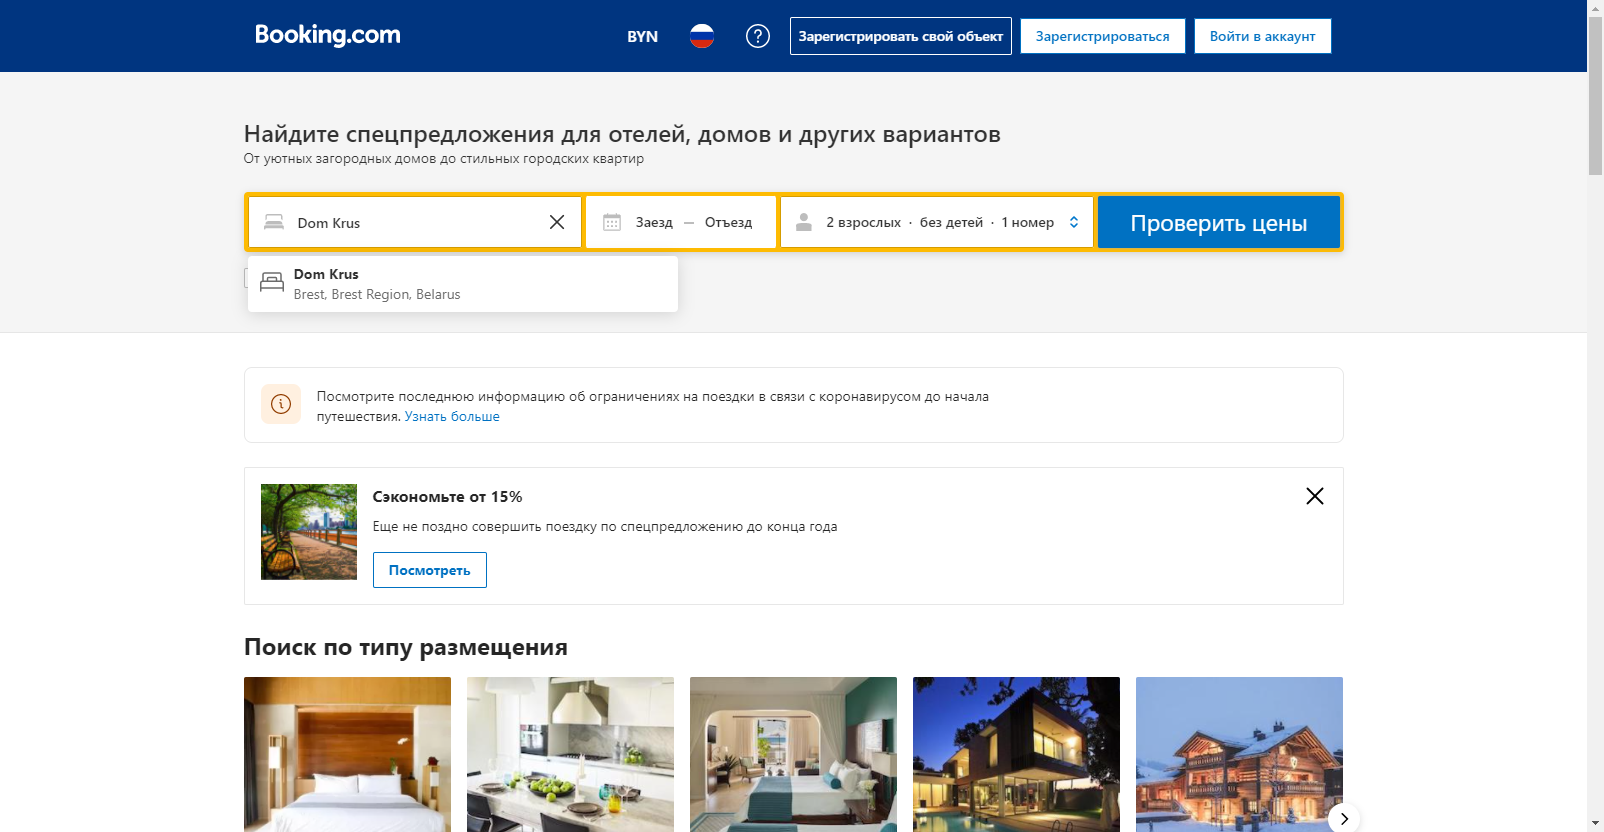 Booking.com
BYN
Зарегистрировать свой объект
Зарегистрироваться
Войти в аккаунт
Найдите спецпредложения для отелей, домов и других вариантов
От уютных загородных домов до стильных городских квартир
Dom Krus
Заезд — Отъезд
2 взрослых · без детей · 1 номер
Проверить цены
Dom Krus
Brest, Brest Region, Belarus
Посмотрите последнюю информацию об ограничениях на поездки в связи с коронавирусом до начала
путешествия. Узнать больше
Сэкономьте от 15%
Еще не поздно совершить поездку по спецпредложению до конца года
Посмотреть
Поиск по типу размещения